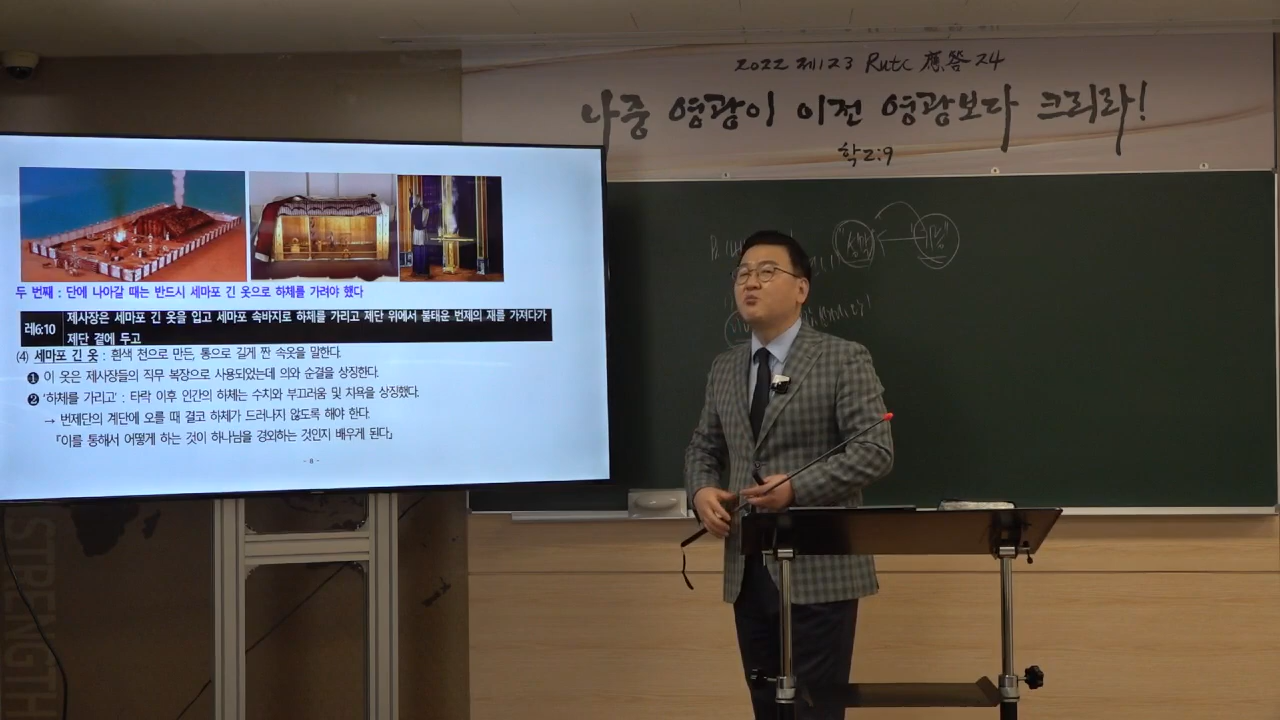 2022 제123 Rutc 應答 24
나중 영광이 이전 영광보다 크리라!
학2:9
두 번째 : 단에 나아갈 때는 반드시 세마포 긴 옷으로 하체를 가려야 했다
레6:10
제사장은 세마포 긴 옷을 입고 세마포 속바지로 하체를 가리고 제단 위에서 불태운 번제의 재를 가져다가
제단 곁에 두고
(4) 세마포 긴 옷 : 흰색 천으로 만든, 통으로 길게 짠 속옷을 말한다.
❶ 이 옷은 제사장들의 직무 복장으로 사용되었는데 의와 순결을 상징한다.
❷ '하체를 가리고' : 타락 이후 인간의 하체는 수치와 부끄러움 및 치욕을 상징했다.
→ 번제단의 계단에 오를 때 결코 하체가 드러나지 않도록 해야 한다.
『이를 통해서 어떻게 하는 것이 하나님을 경외하는 것인지 배우게 된다』
- 8 -
STRENGTH